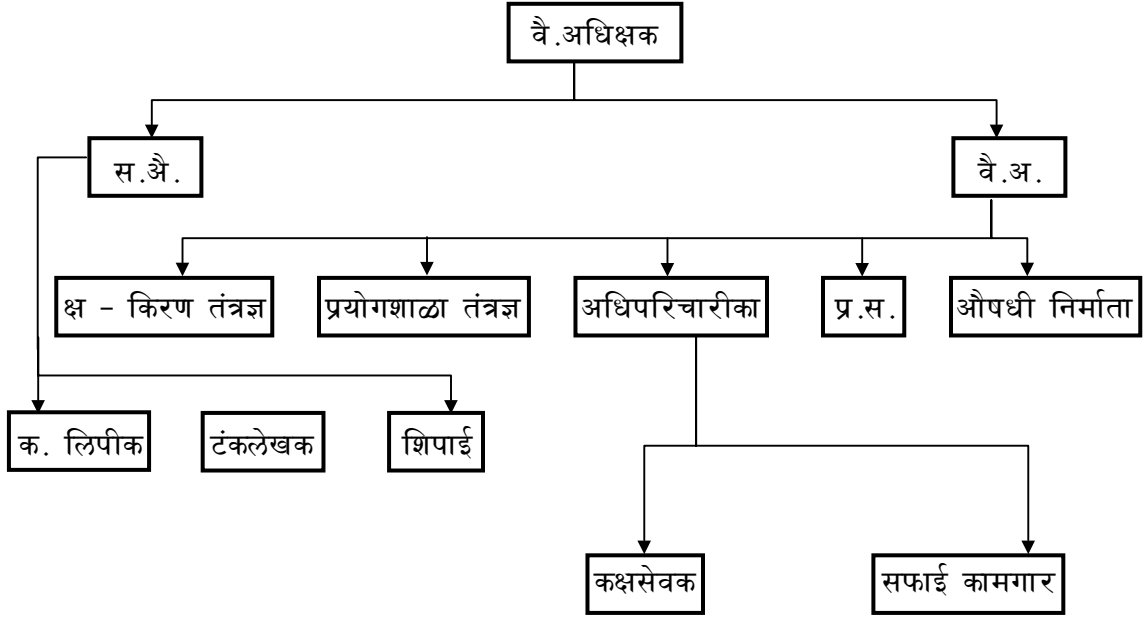 वै.अधिक्षक
स.अै.
वै.अ.
क्ष - किरण तंत्रज्ञ
प्रयोगशाळा तंत्रज्ञ
अधिपरिचारीका
प्र.स.
औषधी निर्माता
क. लिपीक
टंकलेखक
शिपाई
कक्षसेवक
सफाई कामगार